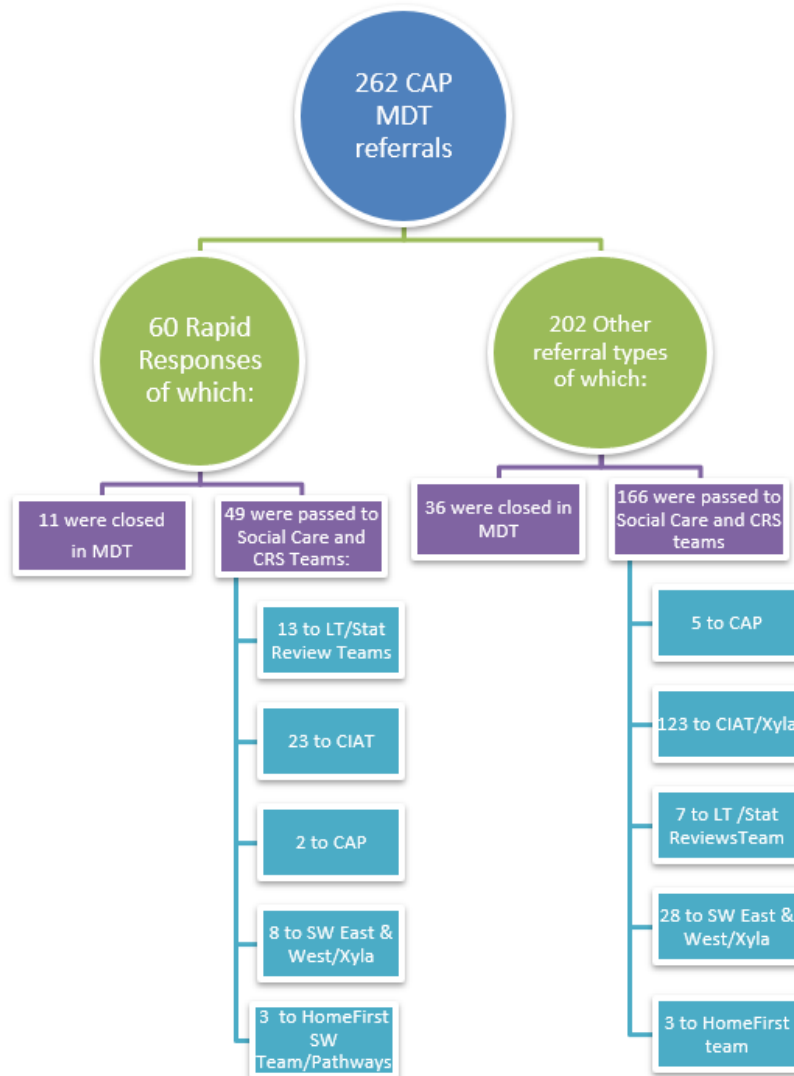 262 CAP
MDT
referrals
60 Rapid
Responses
of which:
202 Other
referral types
of which:
11 were closed
in MDT
49 were passed to
Social Care and
CRS Teams:
36 were closed in
MDT
166 were passed to
Social Care and CRS
teams
13 to LT/Stat
Review Teams
23 to CIAT
2 to CAP
8 to SW East &
West/Xyla
3 to HomeFirst
SW
Team/Pathways
5 to CAP
123 to CIAT/Xyla
7 to LT /Stat
ReviewsTeam
28 to SW East &
West/Xyla
3 to HomeFirst
team